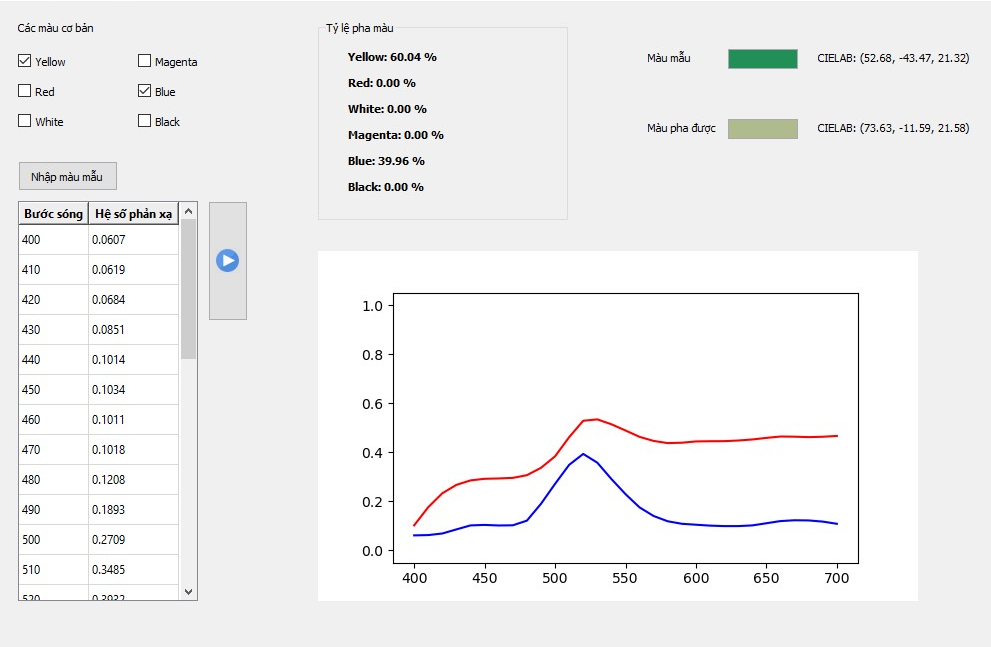 Các màu cơ bản
Yellow
Magenta
Red
Blue
White
Black
Nhập màu mẫu
Bước sóng Hệ số phản xạ
400 0.0607
410 0.0619
420 0.0684
430 0.0851
440 0.1014
450 0.1034
460 0.1011
470 0.1018
480 0.1208
490 0.1893
500 0.2709
510 0.3485
520 0.3932
Tỷ lệ pha màu
Yellow: 60.04 %
Red: 0.00 %
White: 0.00 %
Magenta: 0.00 %
Blue: 39.96 %
Black: 0.00 %
Màu mẫu CIELAB: (52.68, -43.47, 21.32)
Màu pha được CIELAB: (73.63, -11.59, 21.58)
1.0
0.8
0.6
0.4
0.2
0.0
400 450 500 550 600 650 700